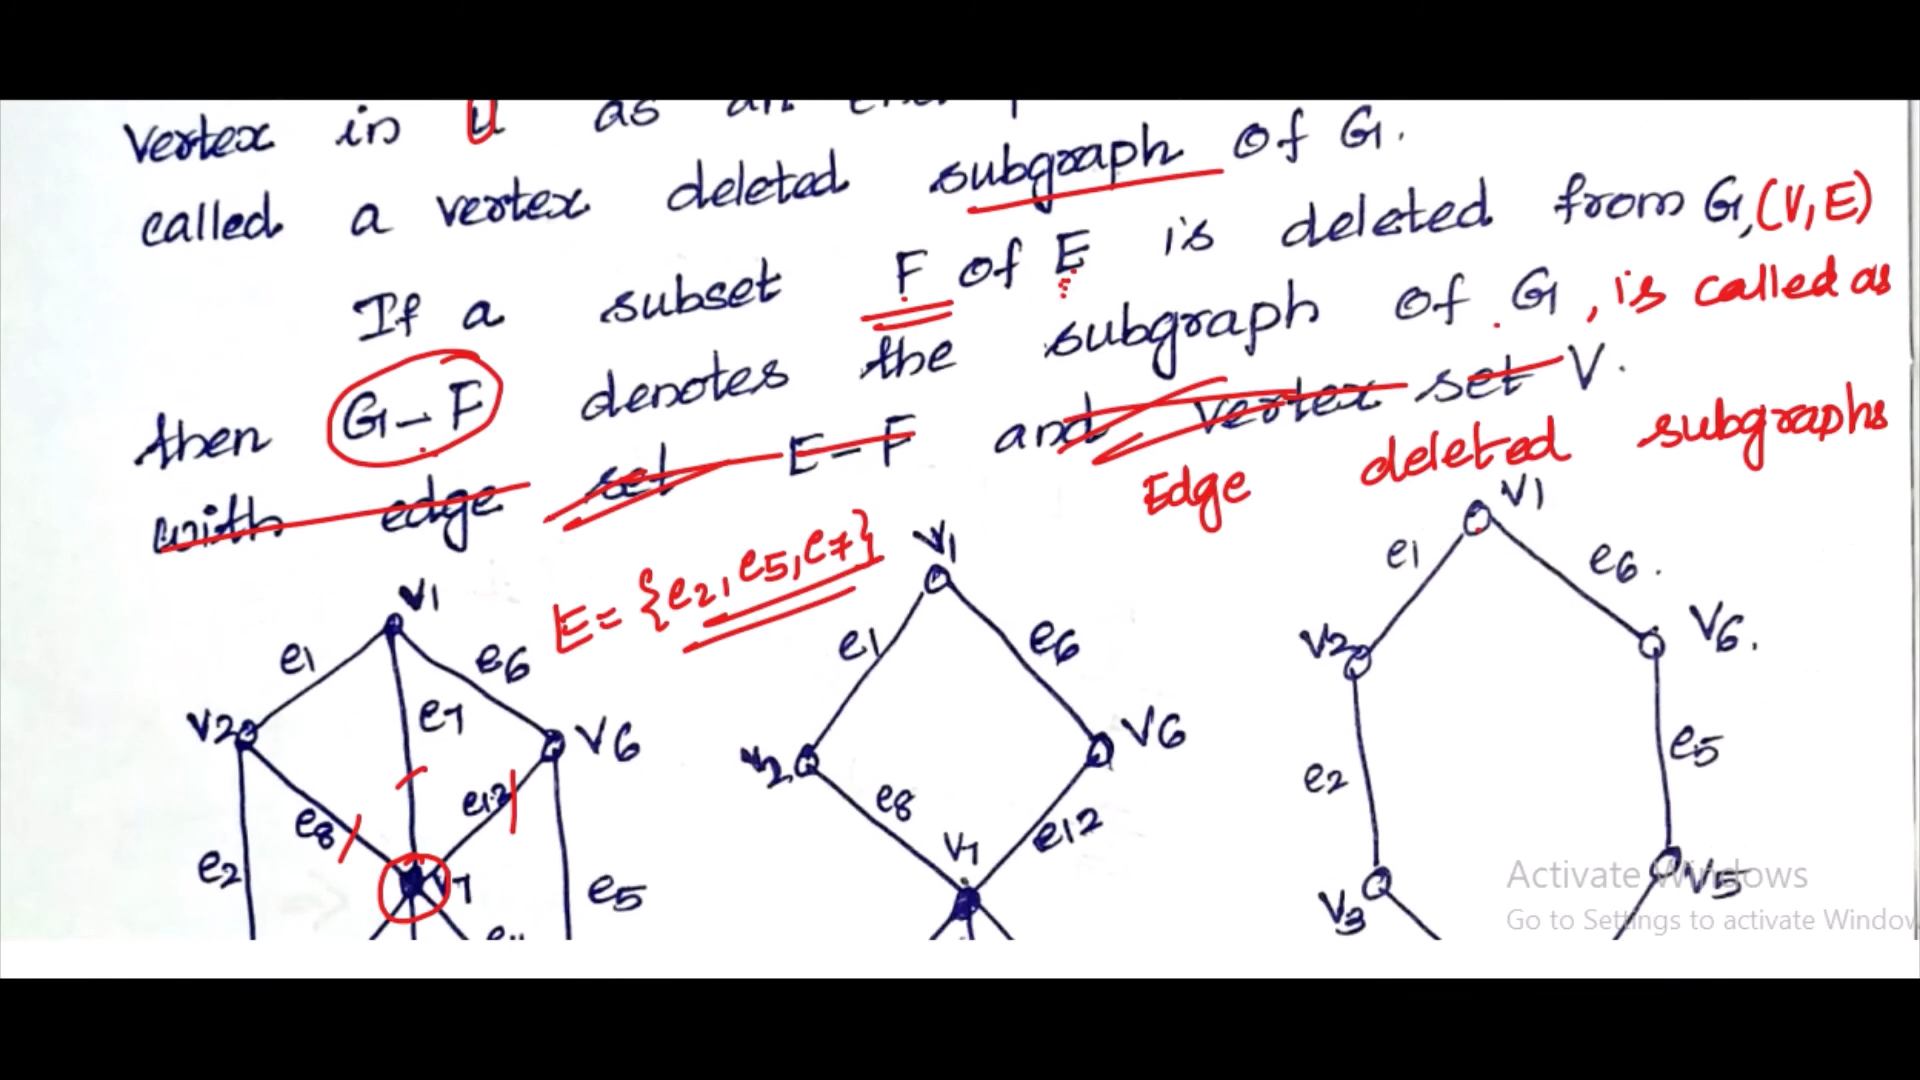 Vertex in U as an
called a vertex deleted subgraph of G.
If a subset F of E is deleted from G, (V, E)
then G-F denotes the subgraph of G, is called as
with edge set E-F and vertex set V.
Edge deleted subgraphs
E = {e2, e5, e7}
V1
e1
e6
V2
e7
V6
e8
e12
e2
V7
e5
e11
V1
e1
e6
V2
V6
e8
V7
e12
V1
e1
e6.
V2
V6.
e2
e5
V3
V5
Activate Windows
Go to Settings to activate Window